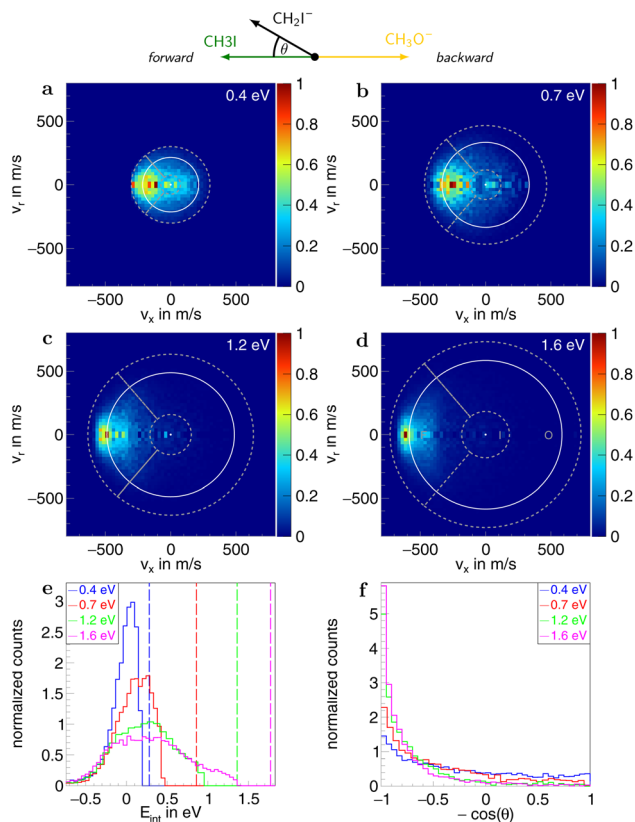 CH₂I⁻
CH3I
CH₃O⁻
θ
forward
backward
a
0.4 eV
b
0.7 eV
v_r in m/s
500
0
−500
−500 0 500
v_x in m/s
1
0.8
0.6
0.4
0.2
0
v_r in m/s
500
0
−500
−500 0 500
v_x in m/s
1
0.8
0.6
0.4
0.2
0
c
1.2 eV
d
1.6 eV
v_r in m/s
500
0
−500
−500 0 500
v_x in m/s
1
0.8
0.6
0.4
0.2
0
v_r in m/s
500
0
−500
−500 0 500
v_x in m/s
1
0.8
0.6
0.4
0.2
0
e
0.4 eV
0.7 eV
1.2 eV
1.6 eV
normalized counts
3
2.5
2
1.5
1
0.5
0
−0.5 0 0.5 1 1.5
E_int in eV
f
0.4 eV
0.7 eV
1.2 eV
1.6 eV
normalized counts
5
4
3
2
1
0
−1 −0.5 0 0.5 1
− cos(θ)